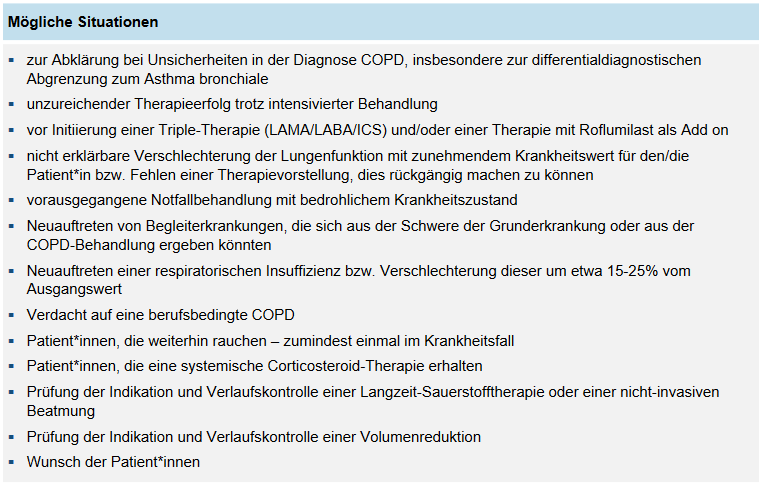 Mögliche Situationen
▪ zur Abklärung bei Unsicherheiten in der Diagnose COPD, insbesondere zur differentialdiagnostischen
Abgrenzung zum Asthma bronchiale
▪ unzureichender Therapieerfolg trotz intensivierter Behandlung
▪ vor Initiierung einer Triple-Therapie (LAMA/LABA/ICS) und/oder einer Therapie mit Roflumilast als Add on
▪ nicht erklärbare Verschlechterung der Lungenfunktion mit zunehmendem Krankheitswert für den/die
Patient*in bzw. Fehlen einer Therapievorstellung, dies rückgängig machen zu können
▪ vorausgegangene Notfallbehandlung mit bedrohlichem Krankheitszustand
▪ Neuauftreten von Begleiterkrankungen, die sich aus der Schwere der Grunderkrankung oder aus der
COPD-Behandlung ergeben könnten
▪ Neuauftreten einer respiratorischen Insuffizienz bzw. Verschlechterung dieser um etwa 15-25% vom
Ausgangswert
▪ Verdacht auf eine berufsbedingte COPD
▪ Patient*innen, die weiterhin rauchen – zumindest einmal im Krankheitsfall
▪ Patient*innen, die eine systemische Corticosteroid-Therapie erhalten
▪ Prüfung der Indikation und Verlaufskontrolle einer Langzeit-Sauerstofftherapie oder einer nicht-invasiven
Beatmung
▪ Prüfung der Indikation und Verlaufskontrolle einer Volumenreduktion
▪ Wunsch der Patient*innen